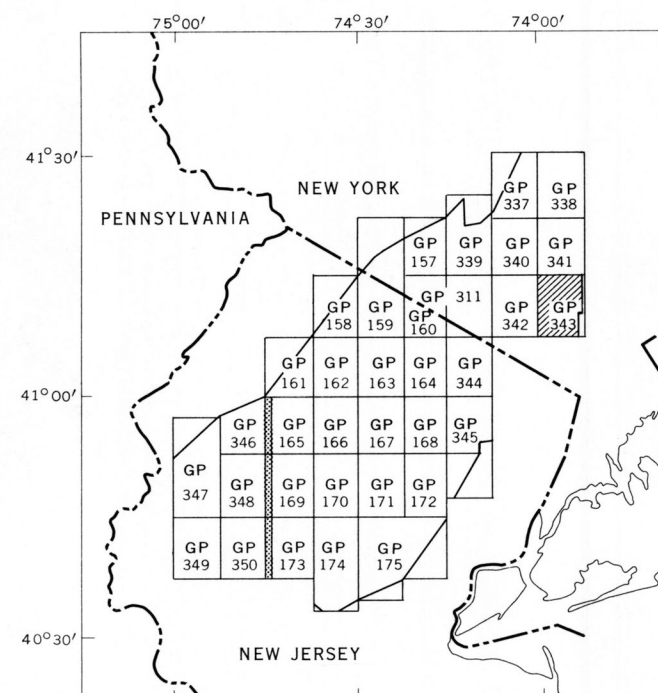 75°00′ 74°30′ 74°00′
41°30′
NEW YORK
PENNSYLVANIA
GP 337 GP 338
GP 157 GP 339 GP 340 GP 341
GP 158 GP 159 GP 160 GP 311 GP 342 GP 343
GP 161 GP 162 GP 163 GP 164 GP 344
41°00′
GP 346 GP 165 GP 166 GP 167 GP 168 GP 345
GP 347 GP 348 GP 169 GP 170 GP 171 GP 172
GP 349 GP 350 GP 173 GP 174 GP 175
40°30′
NEW JERSEY